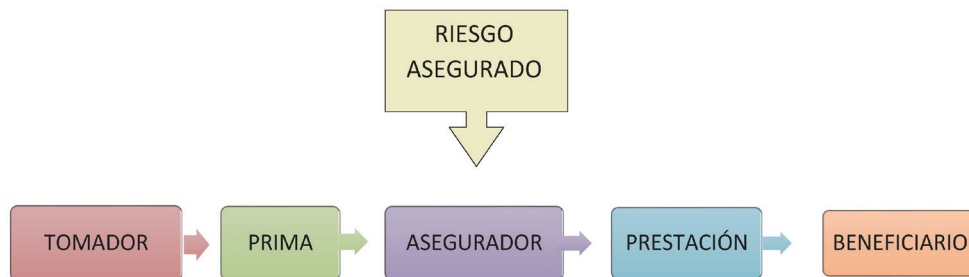 RIESGO
ASEGURADO
TOMADOR
PRIMA
ASEGURADOR
PRESTACIÓN
BENEFICIARIO